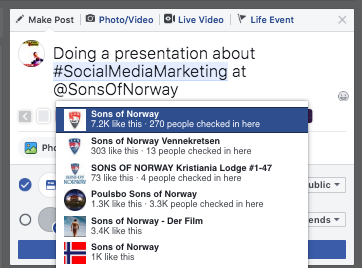 Make Post Photo/Video Live Video Life Event
Doing a presentation about
#SocialMediaMarketing at
@SonsOfNorway
Sons of Norway
7.2K like this · 270 people checked in here
Sons of Norway Vennekretsen
303 like this · 13 people checked in here
SONS OF NORWAY Kristiania Lodge #1-47
73 like this · 4 people checked in here
Poulsbo Sons of Norway
1.3K like this · 3.3K people checked in here
Sons of Norway - Der Film
3.4K like this
Sons of Norway
1K like this
Pho
ublic
ends